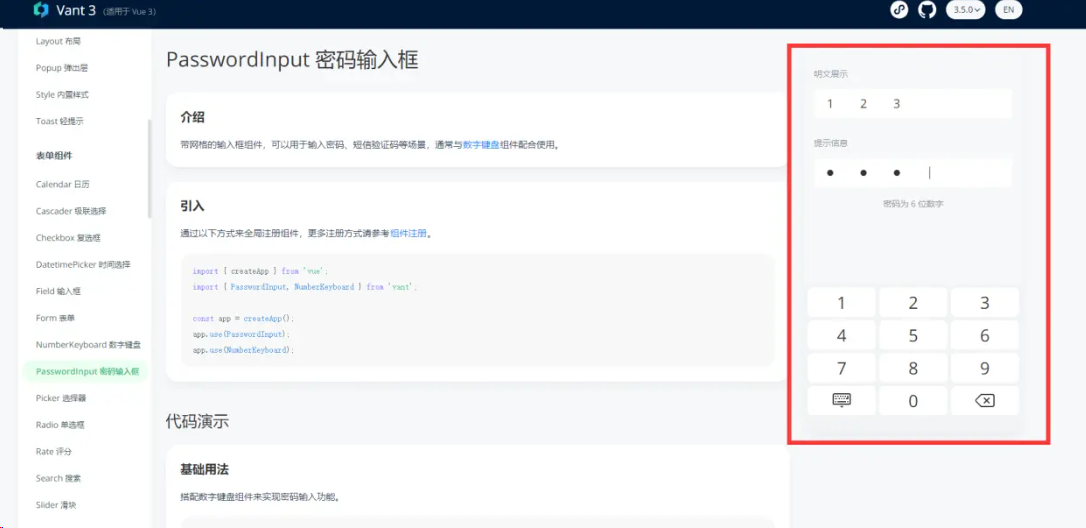 Vant 3 (适用于 Vue 3)
3.5.0
EN
Layout 布局
Popup 弹出层
Style 内置样式
Toast 轻提示
表单组件
Calendar 日历
Cascader 级联选择
Checkbox 复选框
DatetimePicker 时间选择
Field 输入框
Form 表单
NumberKeyboard 数字键盘
PasswordInput 密码输入框
Picker 选择器
Radio 单选框
Rate 评分
Search 搜索
Slider 滑块
PasswordInput 密码输入框
介绍
带网格的输入框组件，可以用于输入密码、短信验证码等场景，通常与数字键盘组件配合使用。
引入
通过以下方式来全局注册组件，更多注册方式请参考组件注册。
import { createApp } from 'vue';
import { PasswordInput, NumberKeyboard } from 'vant';
const app = createApp();
app.use(PasswordInput);
app.use(NumberKeyboard);
代码演示
基础用法
搭配数字键盘组件来实现密码输入功能。
明文展示
1 2 3
提示信息
密码为 6 位数字
1 2 3
4 5 6
7 8 9
0